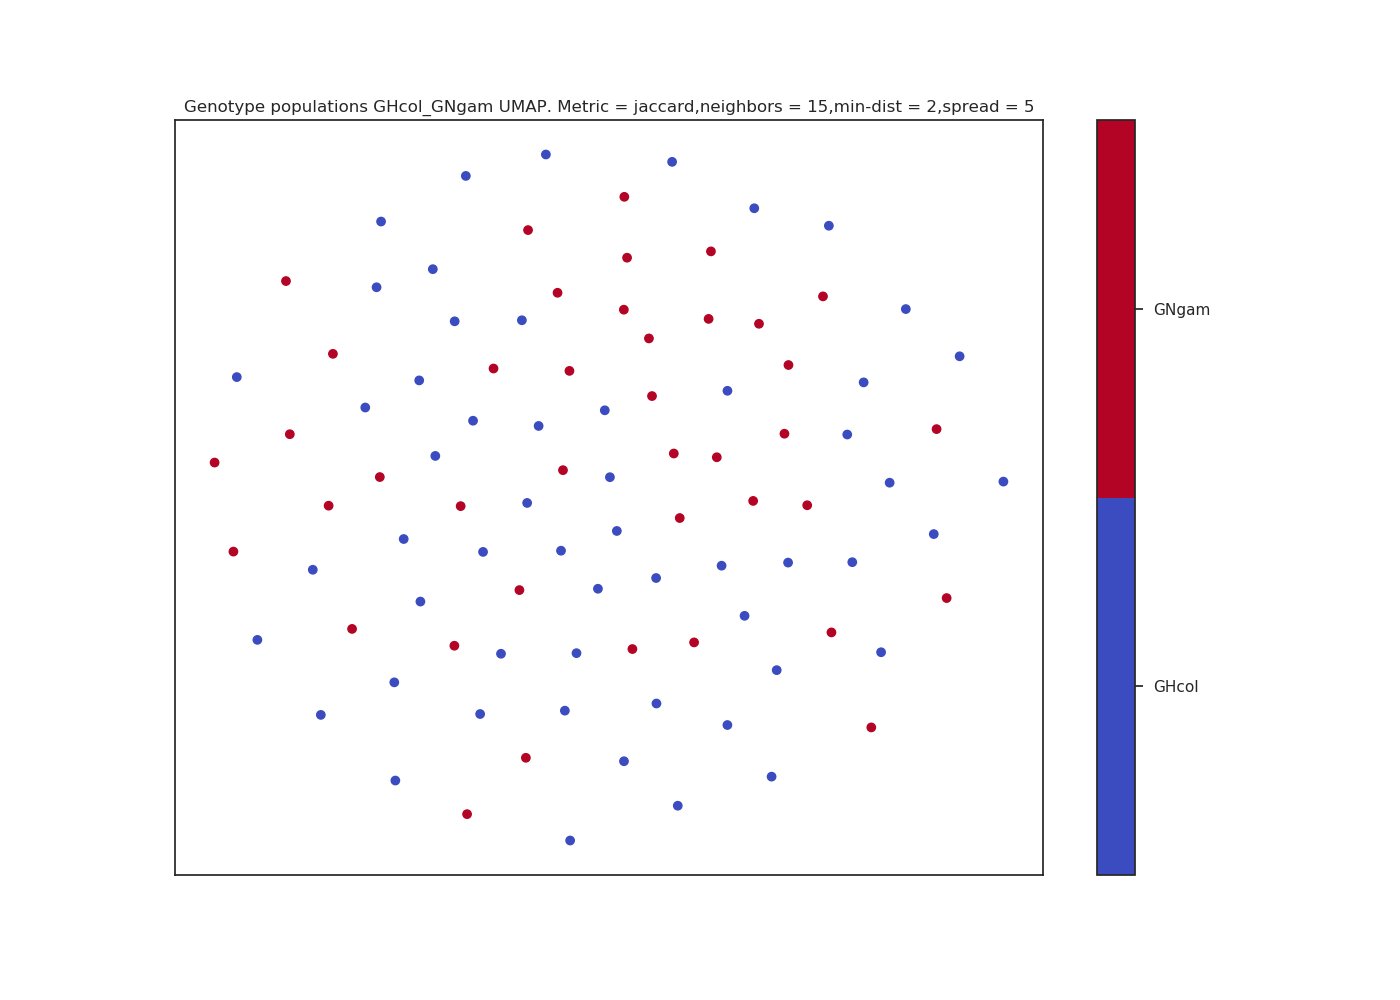 Genotype populations GHcol_GNgam UMAP. Metric = jaccard,neighbors = 15,min-dist = 2,spread = 5
GNgam
GHcol